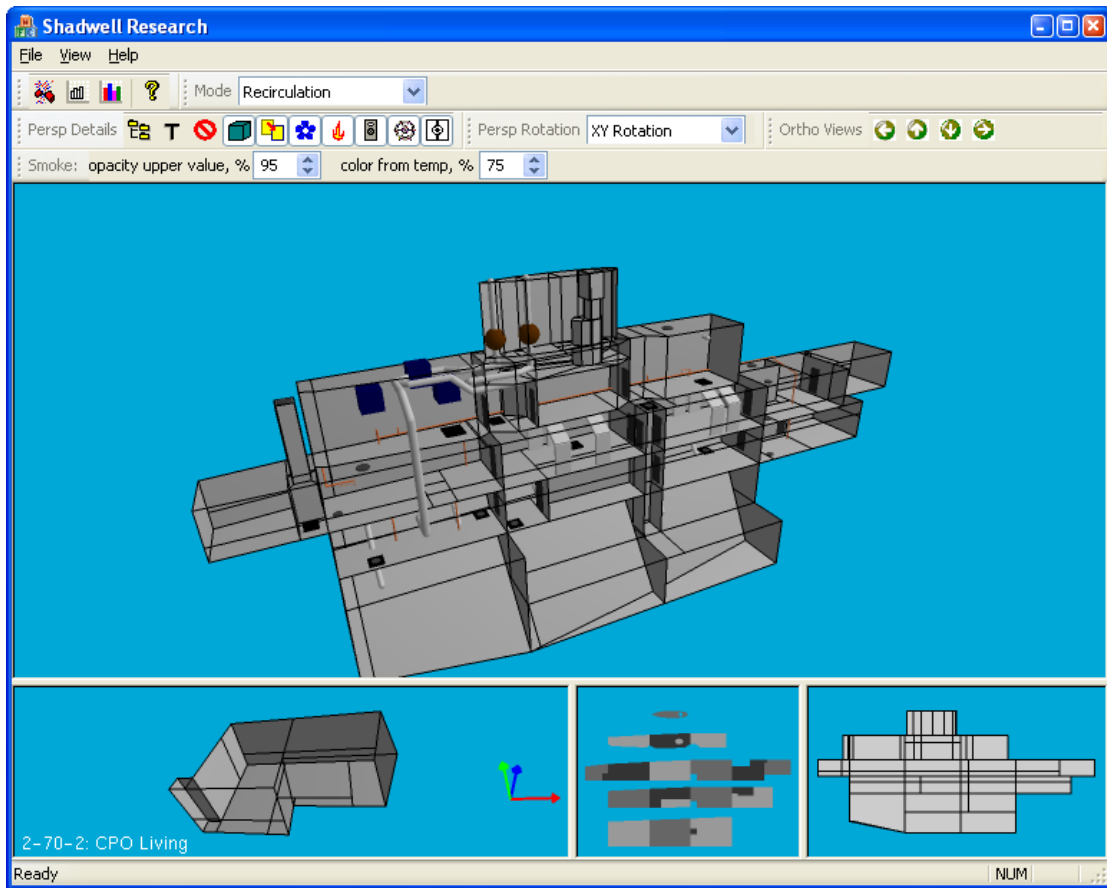 Shadwell Research
File View Help
Mode Recirculation
Persp Details T Persp Rotation XY Rotation Ortho Views
Smoke: opacity upper value, % 95 color from temp, % 75
2-70-2: CPO Living
Ready NUM